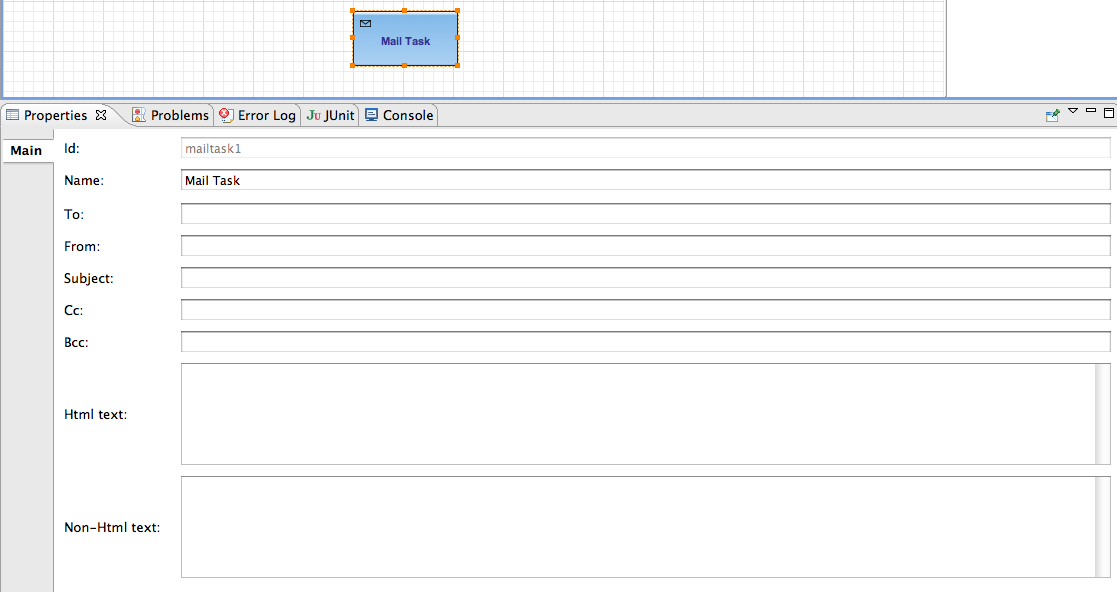 Mail Task
Properties Problems Error Log JUnit Console
Main
Id: mailtask1
Name: Mail Task
To:
From:
Subject:
Cc:
Bcc:
Html text:
Non-Html text: